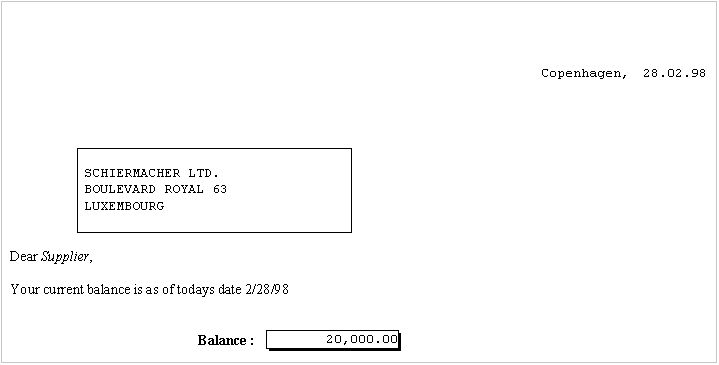 Copenhagen, 28.02.98
SCHIERMACHER LTD.
BOULEVARD ROYAL 63
LUXEMBOURG
Dear Supplier,
Your current balance is as of todays date 2/28/98
Balance : 20,000.00